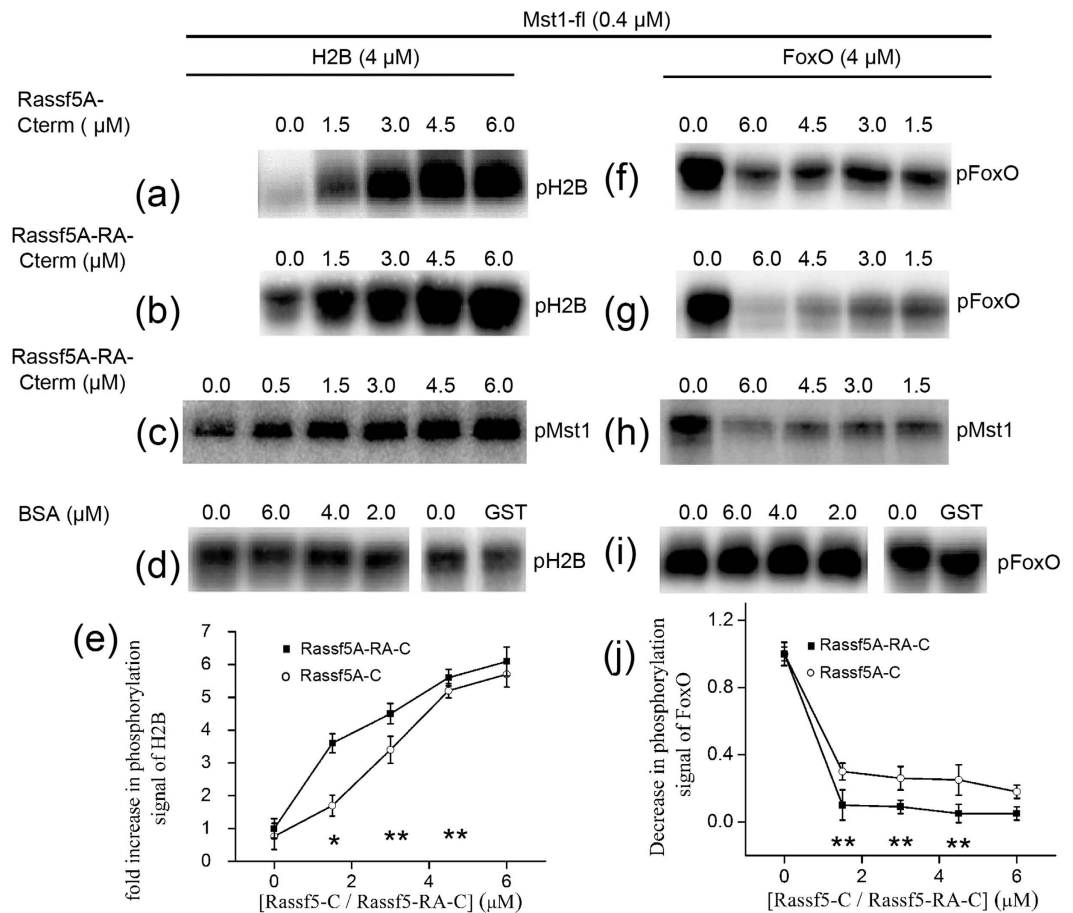 Mst1-fl (0.4 µM)
H2B (4 µM)
FoxO (4 µM)
Rassf5A-
Cterm ( µM)
0.0 1.5 3.0 4.5 6.0
0.0 6.0 4.5 3.0 1.5
(a)
pH2B
(f)
pFoxO
Rassf5A-RA-
Cterm (µM)
0.0 1.5 3.0 4.5 6.0
0.0 6.0 4.5 3.0 1.5
(b)
pH2B
(g)
pFoxO
Rassf5A-RA-
Cterm (µM)
0.0 0.5 1.5 3.0 4.5 6.0
0.0 6.0 4.5 3.0 1.5
(c)
pMst1
(h)
pMst1
BSA (µM)
0.0 6.0 4.0 2.0 0.0 GST
0.0 6.0 4.0 2.0 0.0 GST
(d)
pH2B
(i)
pFoxO
(e)
fold increase in phosphorylation
signal of H2B
7
6
5
4
3
2
1
0
Rassf5A-RA-C
Rassf5A-C
* ** **
0 2 4 6
[Rassf5-C / Rassf5-RA-C] (µM)
(j)
Decrease in phosphorylation
signal of FoxO
1.2
0.4
0.0
Rassf5A-RA-C
Rassf5A-C
** ** **
0 2 4 6
[Rassf5-C / Rassf5-RA-C] (µM)